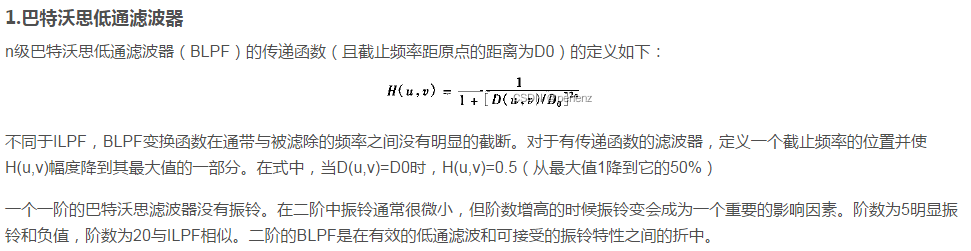 1.巴特沃思低通滤波器
n级巴特沃思低通滤波器（BLPF）的传递函数（且截止频率距原点的距离为D0）的定义如下：
H(u,v) = 1 / (1 + [D(u,v)/D₀]²ⁿ)
不同于ILPF，BLPF变换函数在通带与被滤除的频率之间没有明显的截断。对于有传递函数的滤波器，定义一个截止频率的位置并使
H(u,v)幅度降到其最大值的一部分。在式中，当D(u,v)=D0时，H(u,v)=0.5（从最大值1降到它的50%）
一个一阶的巴特沃思滤波器没有振铃。在二阶中振铃通常很微小，但阶数增高的时候振铃变会成为一个重要的影响因素。阶数为5明显振
铃和负值，阶数为20与ILPF相似。二阶的BLPF是在有效的低通滤波和可接受的振铃特性之间的折中。